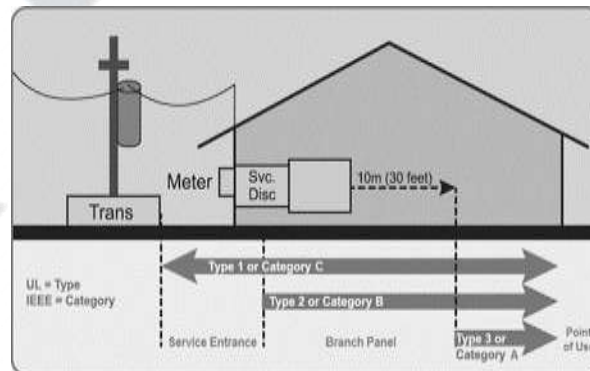 Meter
Svc.
Disc
10m (30 feet)
Trans
Type 1 or Category C
UL = Type
IEEE = Category
Type 2 or Category B
Service Entrance
Branch Panel
Type 3 or
Category A
Point
of Use